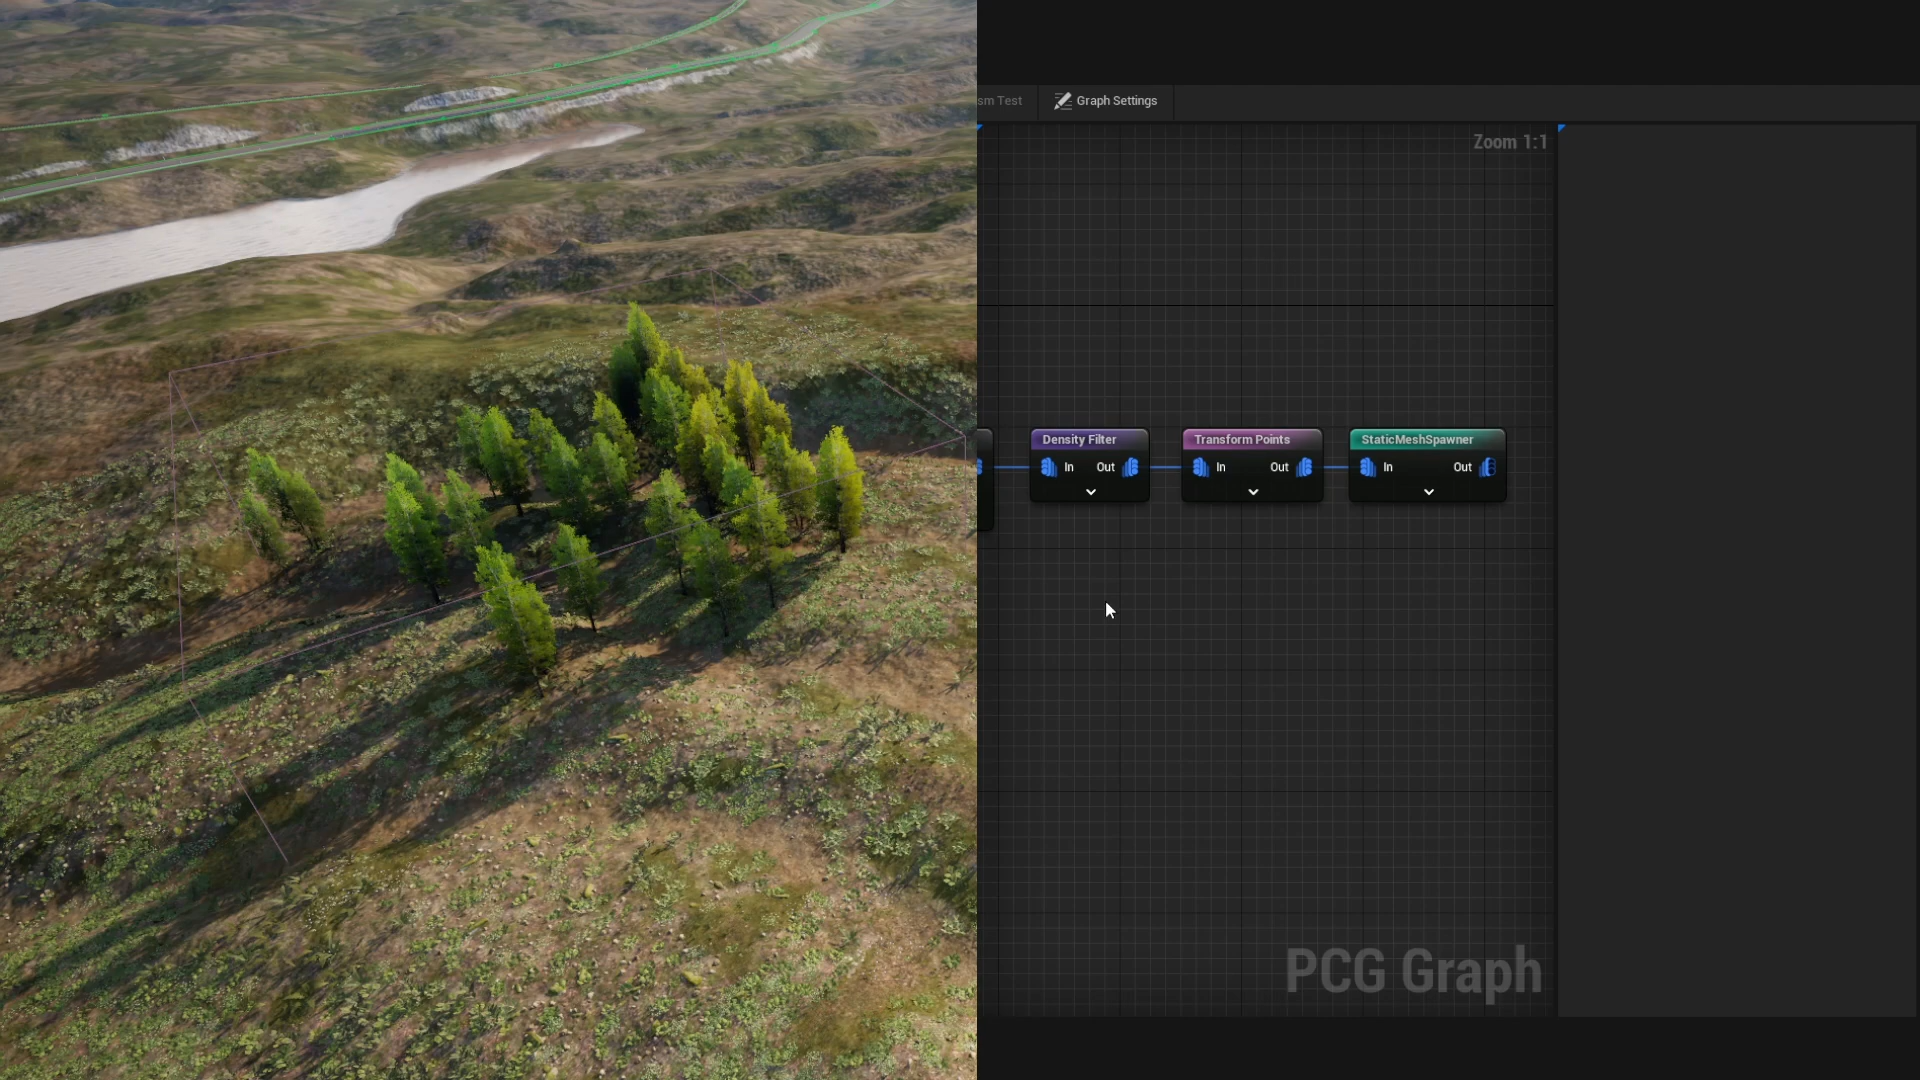 sm Test
Graph Settings
Zoom 1:1
Density Filter
In Out
Transform Points
In Out
StaticMeshSpawner
In Out
PCG Graph